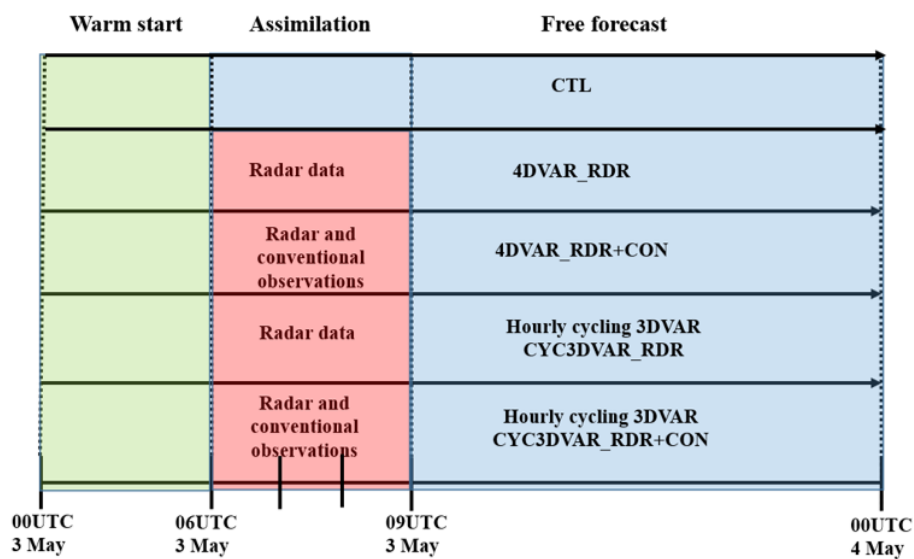 Warm start
Assimilation
Free forecast
CTL
Radar data
4DVAR_RDR
Radar and
conventional
observations
4DVAR_RDR+CON
Radar data
Hourly cycling 3DVAR
CYC3DVAR_RDR
Radar and
conventional
observations
Hourly cycling 3DVAR
CYC3DVAR_RDR+CON
00UTC
3 May
06UTC
3 May
09UTC
3 May
00UTC
4 May